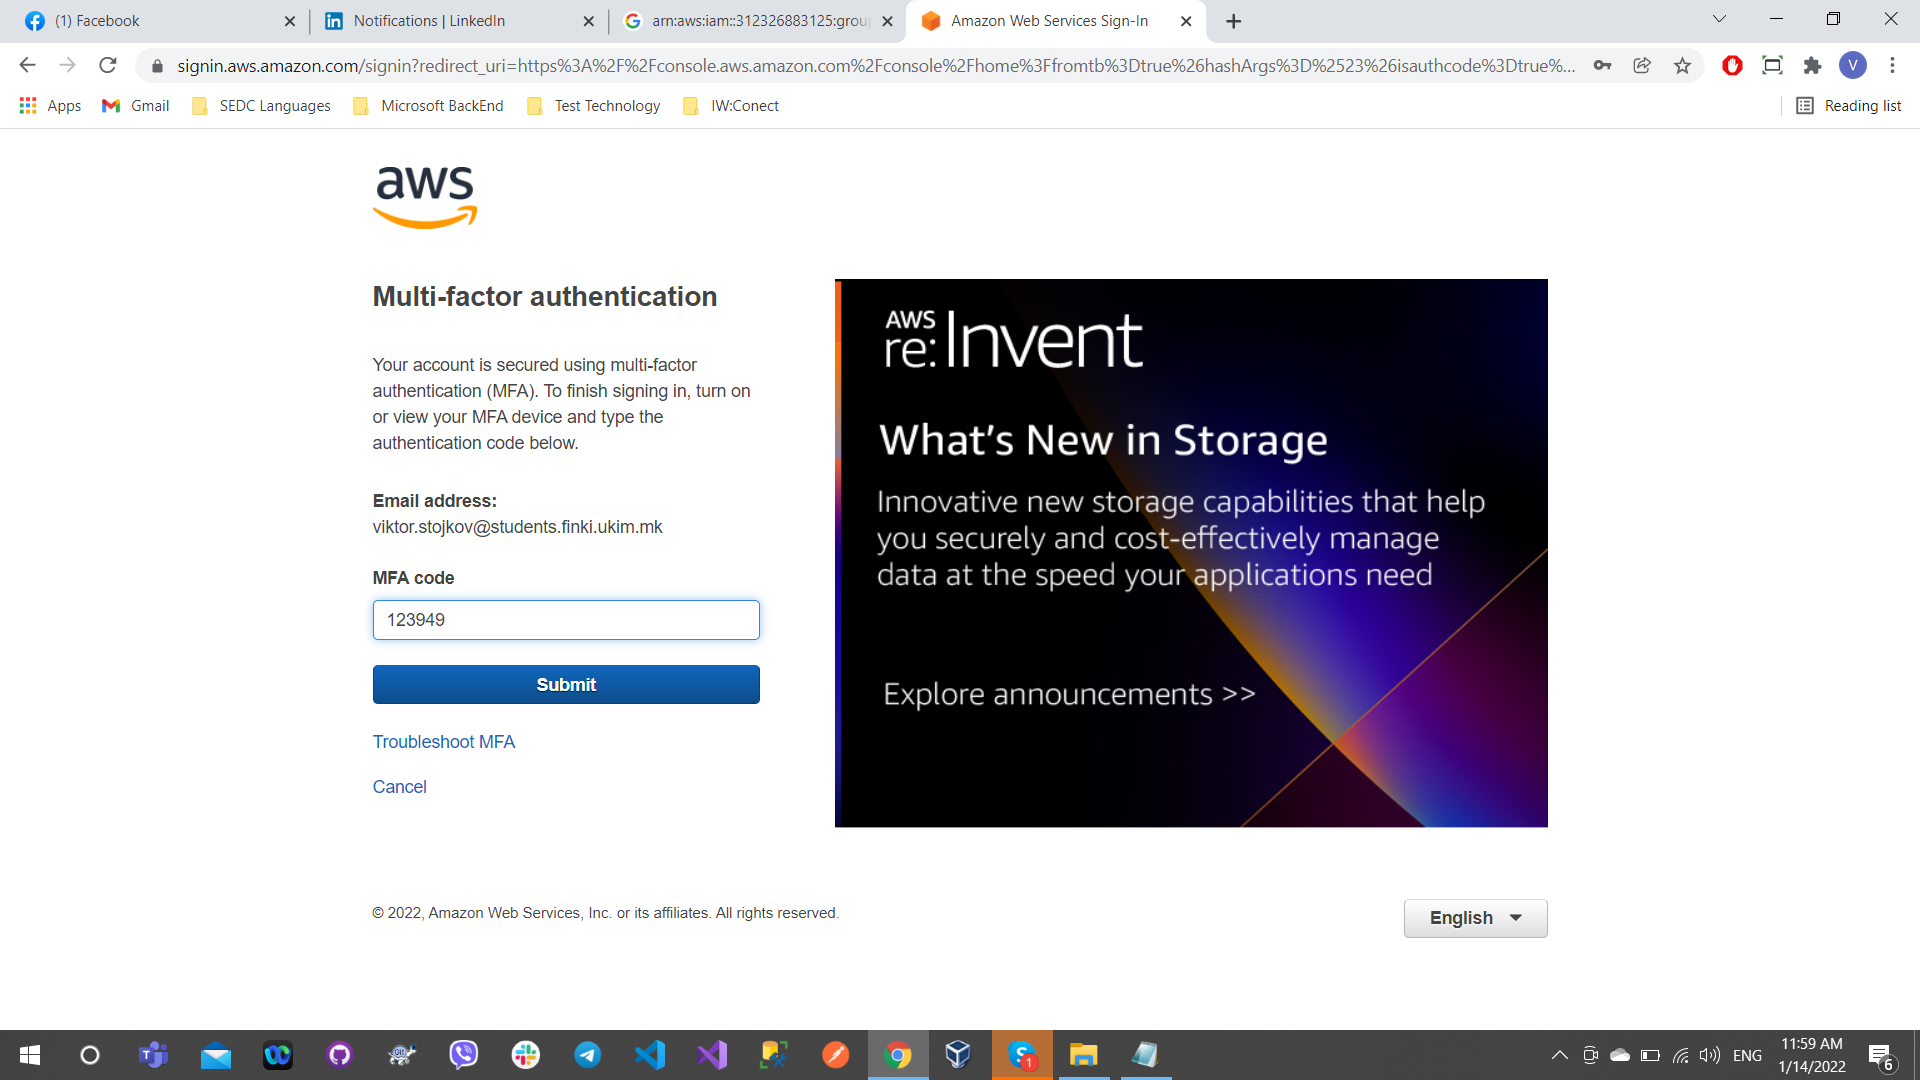 (1) Facebook
Notifications | LinkedIn
arn:aws:iam::312326883125:grou
Amazon Web Services Sign-In
signin.aws.amazon.com/signin?redirect_uri=https%3A%2F%2Fconsole.aws.amazon.com%2Fconsole%2Fhome%3Ffromtb%3Dtrue%26hashArgs%3D%2523%26isauthcode%3Dtrue%...
V
Apps
Gmail
SEDC Languages
Microsoft BackEnd
Test Technology
IW:Conect
Reading list
aws
Multi-factor authentication
Your account is secured using multi-factor
authentication (MFA). To finish signing in, turn on
or view your MFA device and type the
authentication code below.
Email address:
viktor.stojkov@students.finki.ukim.mk
MFA code
123949
Submit
Troubleshoot MFA
Cancel
AWS
re:Invent
What's New in Storage
Innovative new storage capabilities that help
you securely and cost-effectively manage
data at the speed your applications need
Explore announcements >>
© 2022, Amazon Web Services, Inc. or its affiliates. All rights reserved.
English
1
ENG
11:59 AM
1/14/2022
6